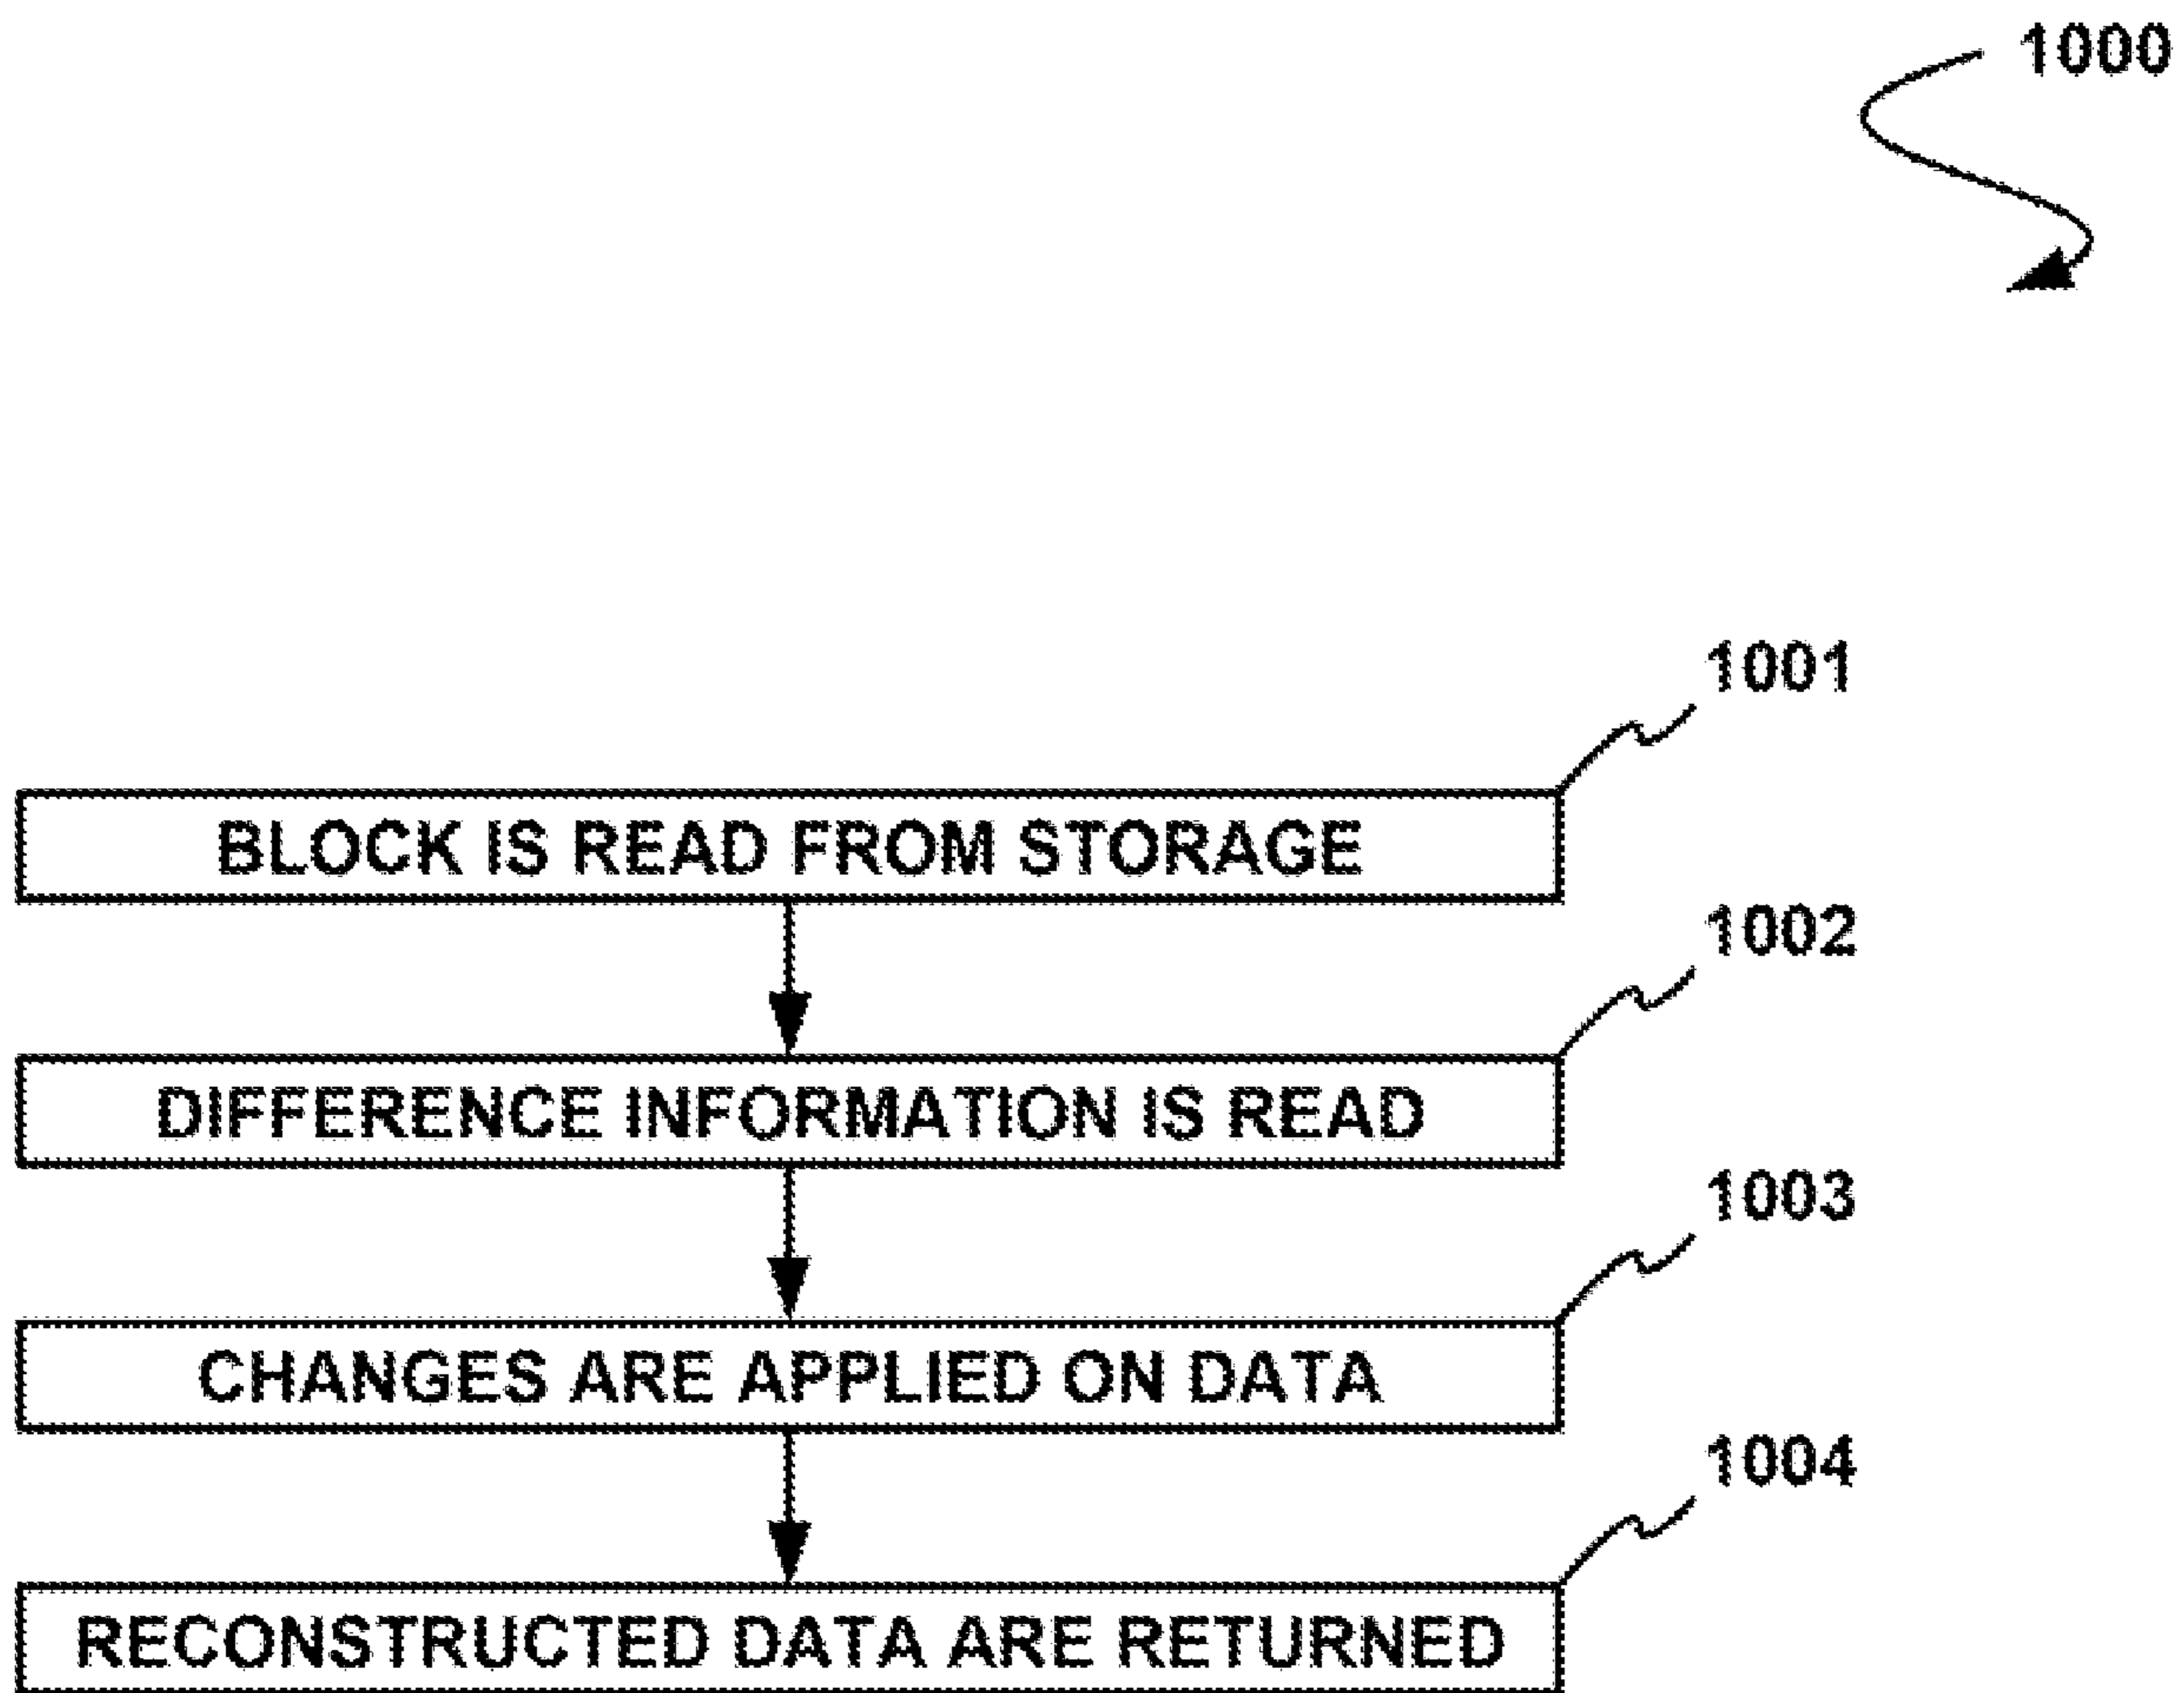 1000
1001
BLOCK IS READ FROM STORAGE
1002
DIFFERENCE INFORMATION IS READ
1003
CHANGES ARE APPLIED ON DATA
1004
RECONSTRUCTED DATA ARE RETURNED